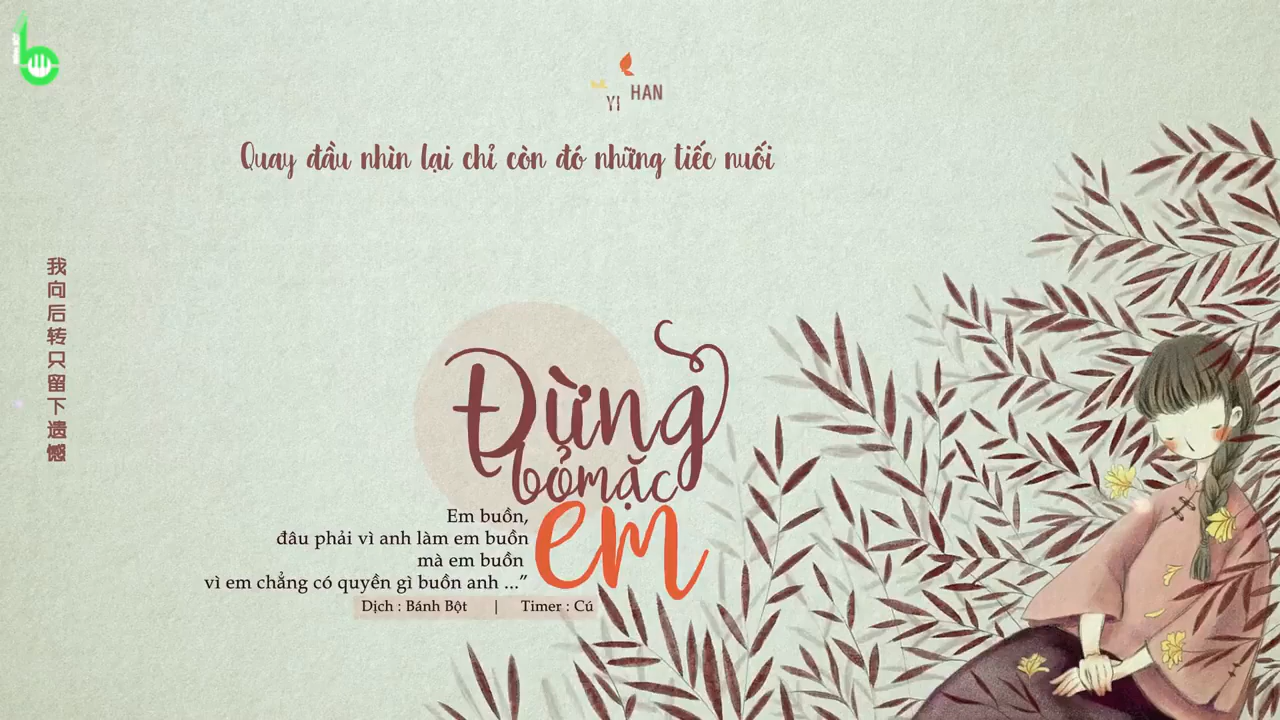 YI HAN
Quay đầu nhìn lại chỉ còn đó những tiếc nuối
我向后转只留下遗憾
Đừng
bỏ mặc
em
Em buồn,
đâu phải vì anh làm em buồn
mà em buồn
vì em chẳng có quyền gì buồn anh ..."
Dịch : Bánh Bột | Timer : Cú